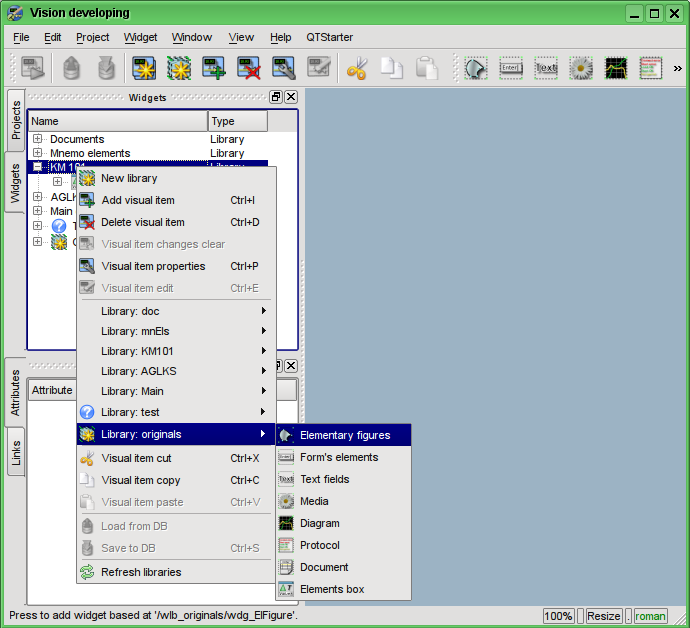 Vision developing
File Edit Project Widget Window View Help QTStarter
Enter| Text »
Widgets
Projects
Widgets
Name Type
Documents Library
Mnemo elements Library
KM 101 Library
AGLKS
Main
New library
Add visual item Ctrl+I
Delete visual item Ctrl+D
Visual item changes clear
Visual item properties Ctrl+P
Visual item edit Ctrl+E
Library: doc
Library: mnEls
Library: KM101
Library: AGLKS
Library: Main
Library: test
Library: originals
Visual item cut Ctrl+X
Visual item copy Ctrl+C
Visual item paste Ctrl+V
Load from DB
Save to DB Ctrl+S
Refresh libraries
Elementary figures
Form's elements
Text fields
Media
Diagram
Protocol
Document
Elements box
Attributes
Links
Attribute
Press to add widget based at '/wlb_originals/wdg_ElFigure'.
100% Resize . roman